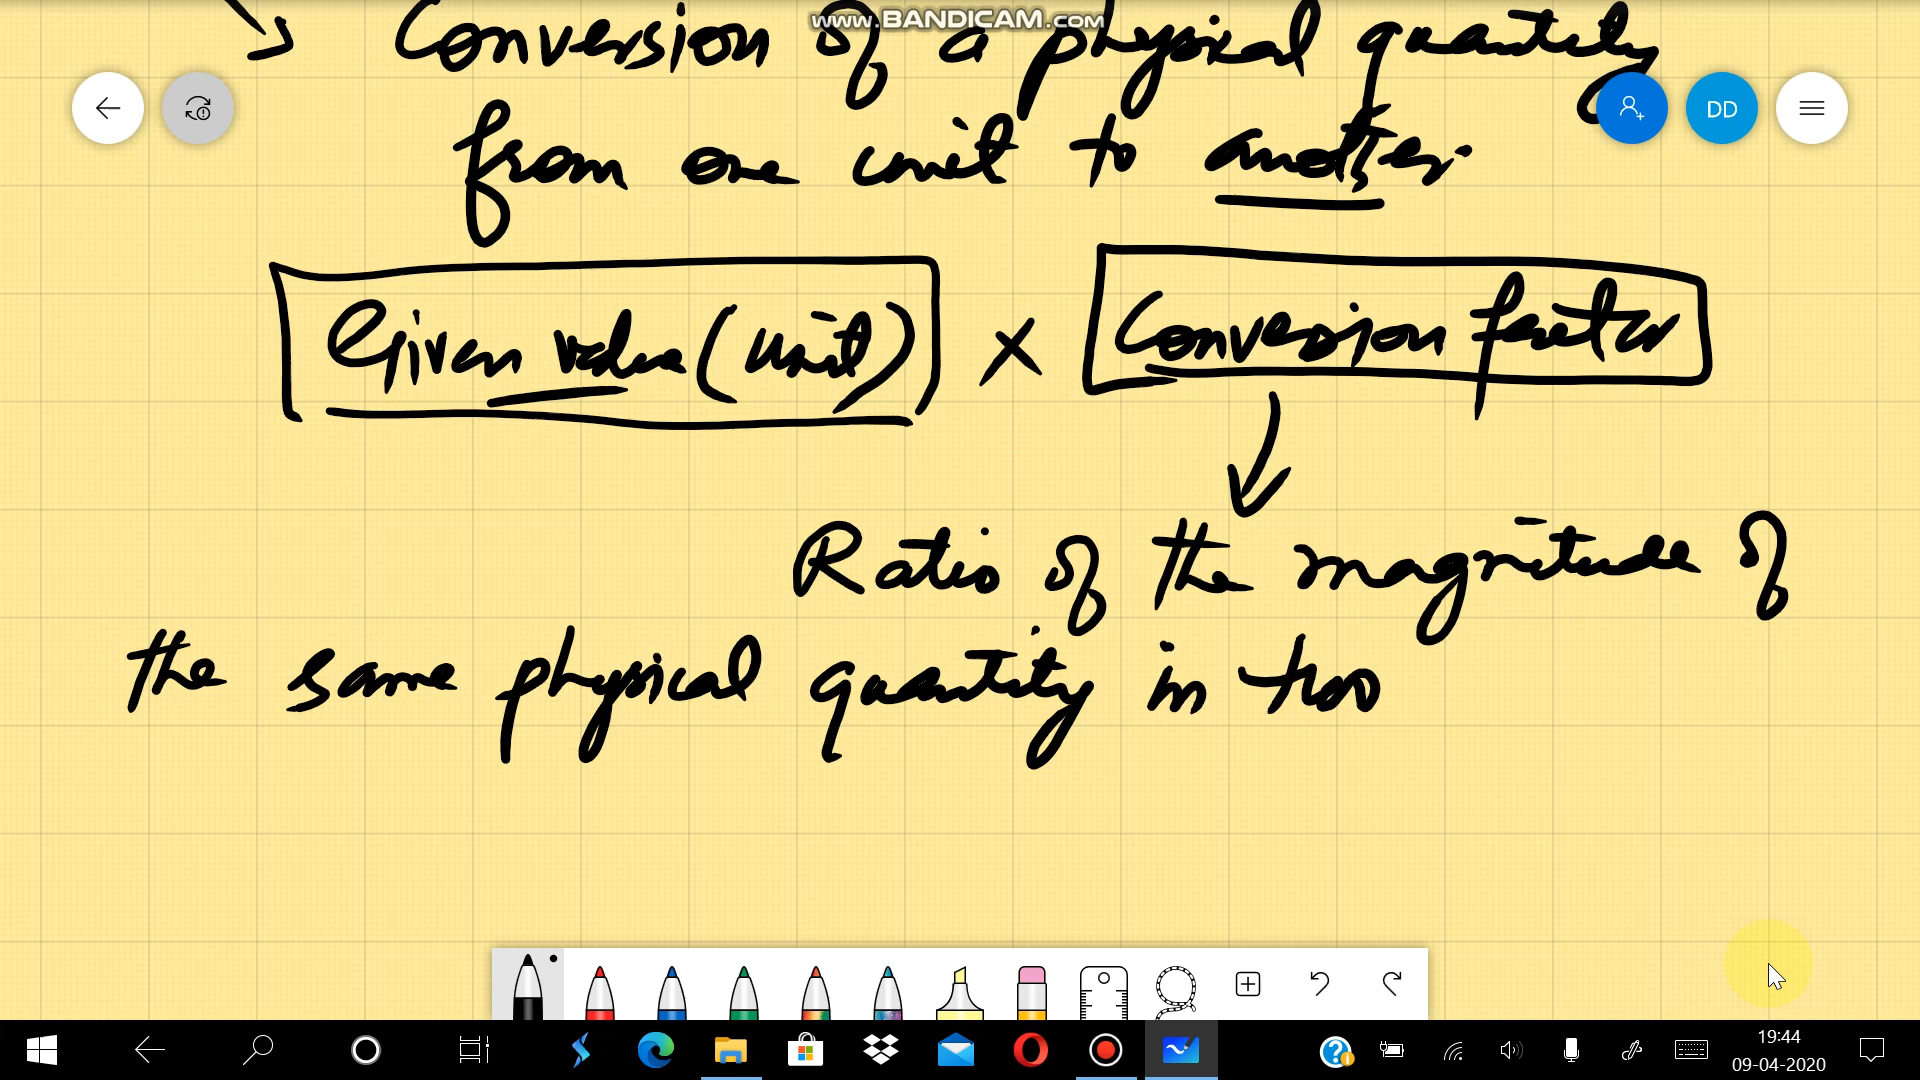 www.BANDICAM.com
→ Conversion of a physical quantity
from one unit to another.
DD
Given value (unit) × Conversion factor
Ratio of the magnitude of
the same physical quantity in two
19:44
09-04-2020